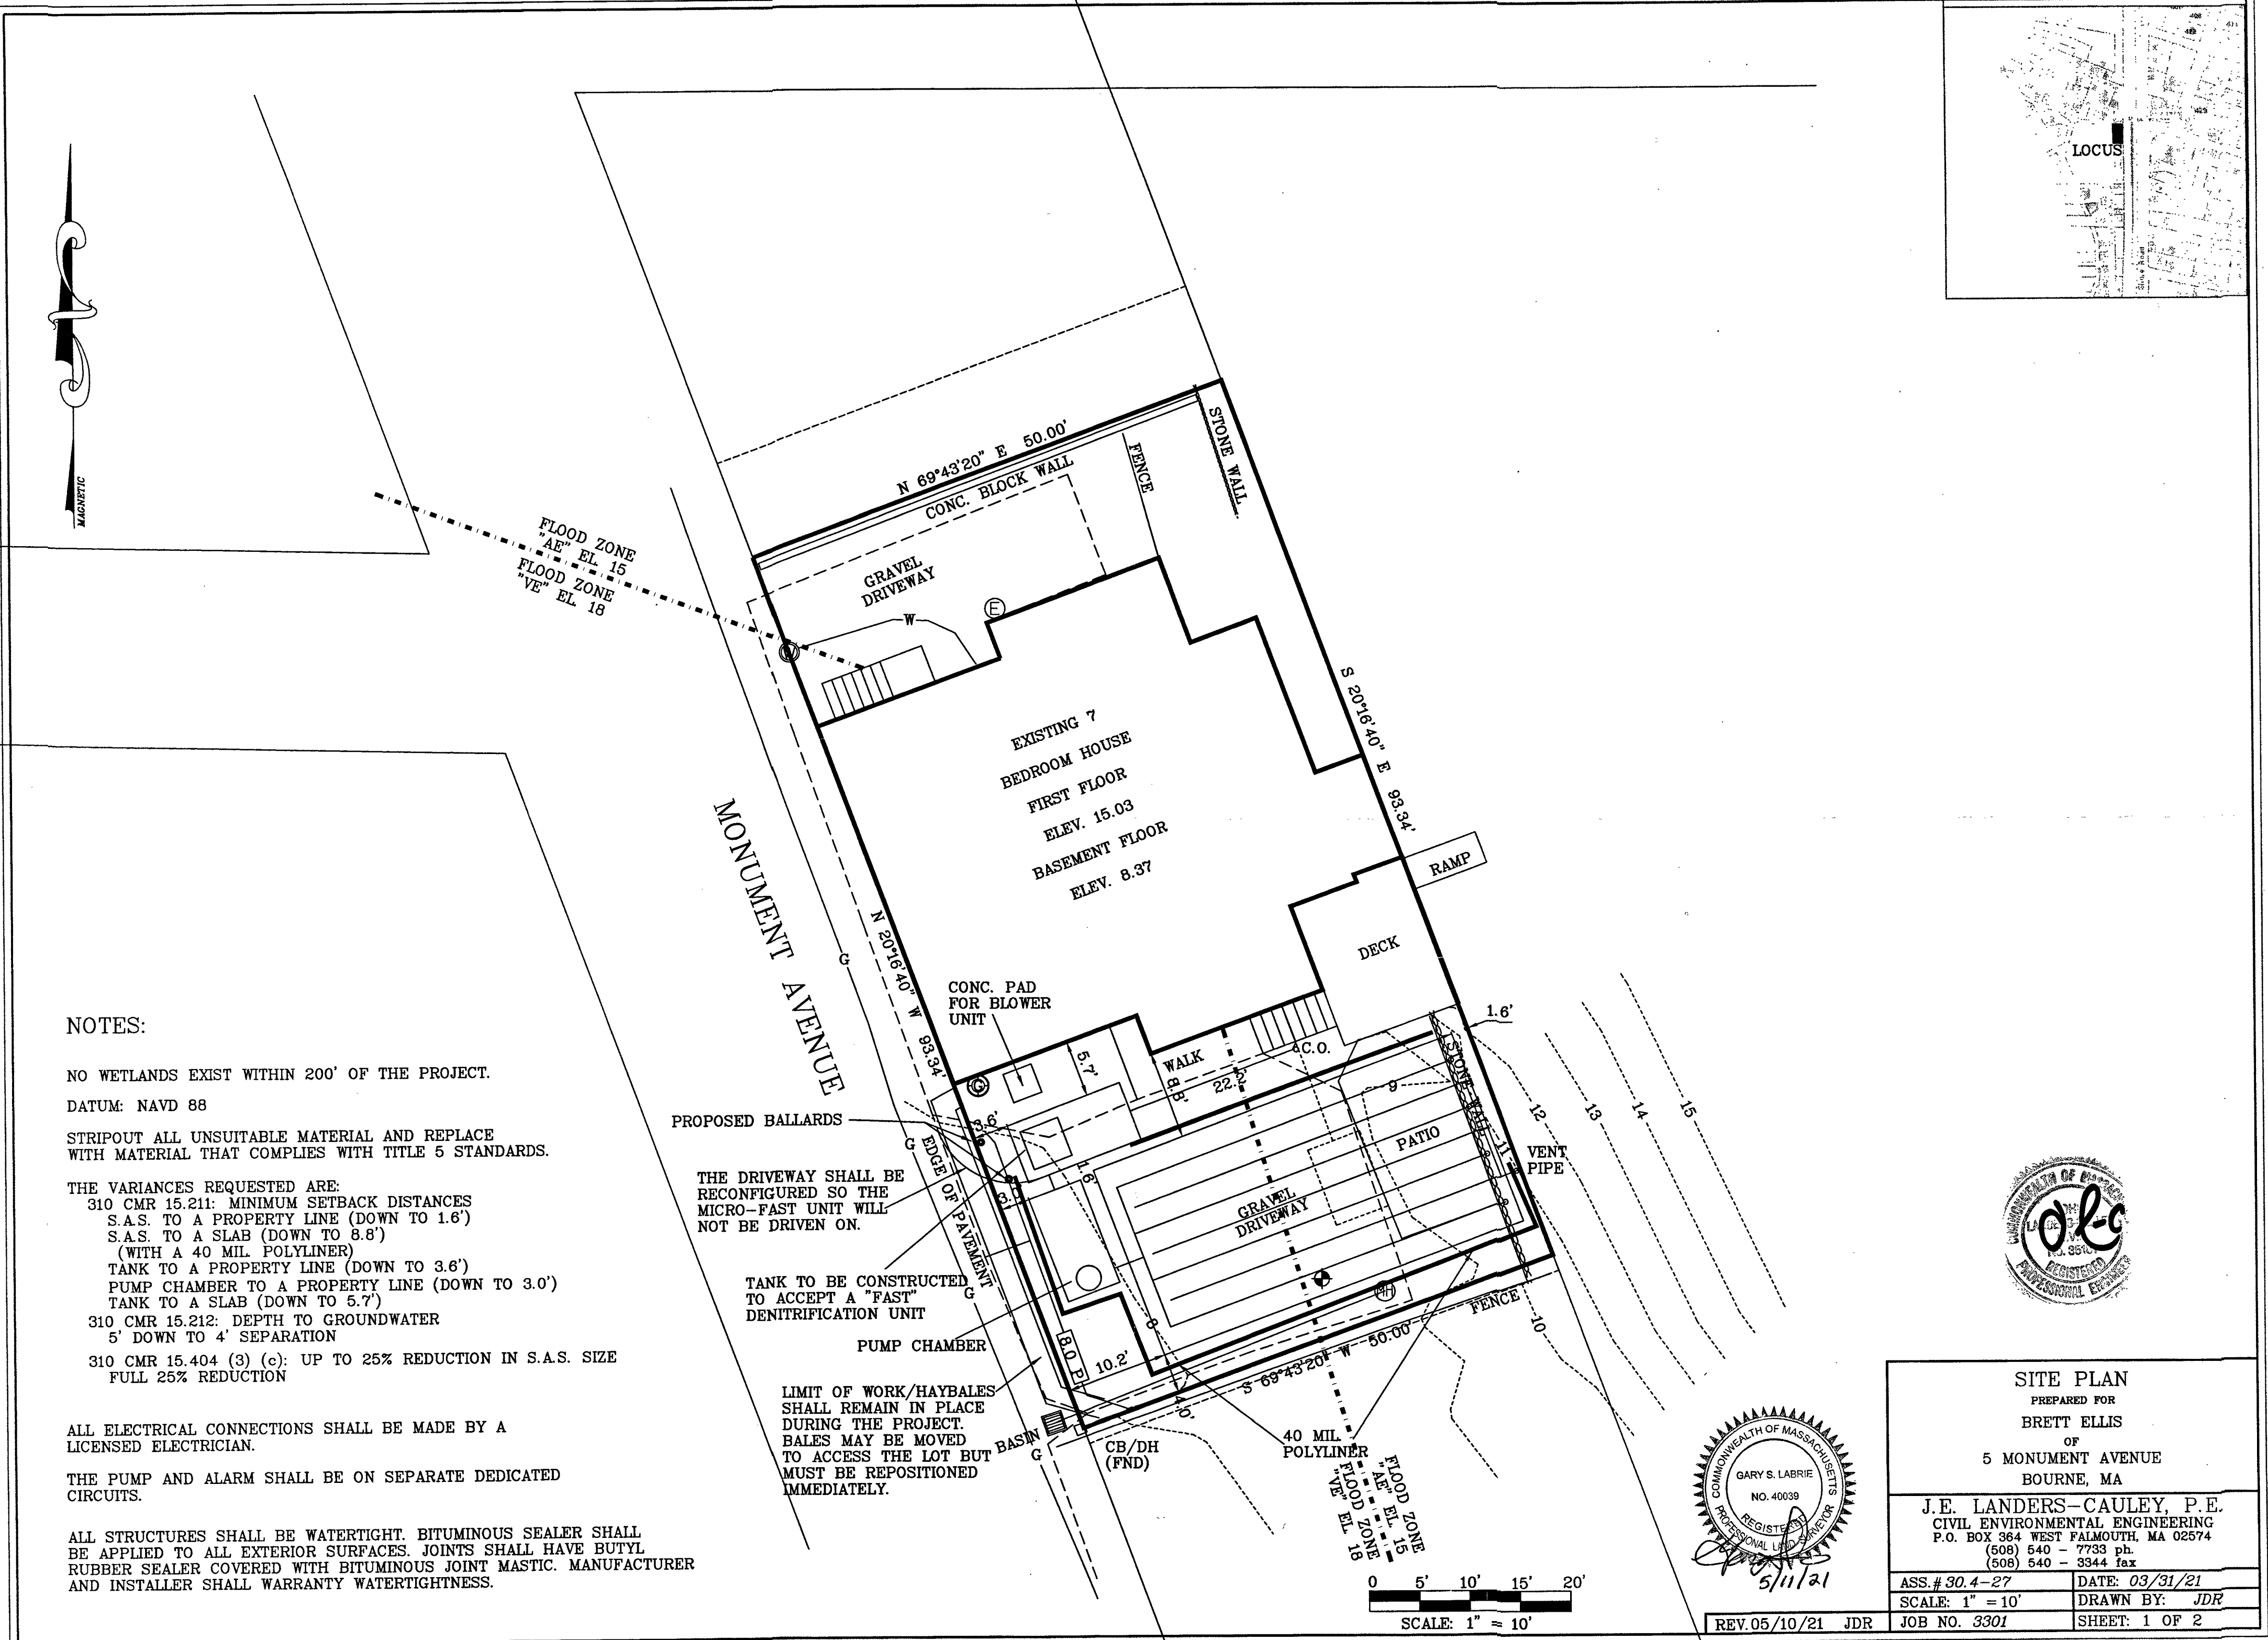 LOCUS
MAGNETIC
FLOOD ZONE
"AE" EL. 15
FLOOD ZONE
"VE" EL. 18
N 69°43'20" E 50.00'
CONC. BLOCK WALL
FENCE
STONE WALL
GRAVEL
DRIVEWAY
W
E
W
S 20°16'40" E 93.34'
EXISTING 7
BEDROOM HOUSE
FIRST FLOOR
ELEV. 15.03
BASEMENT FLOOR
ELEV. 8.37
RAMP
DECK
MONUMENT AVENUE
N 20°16'40" W 93.34'
G
CONC. PAD
FOR BLOWER
UNIT
1.6'
5.7'
WALK
C.O.
STONE WALL
8.8'
22.2'
9
G
PROPOSED BALLARDS
3.6'
G
EDGE OF PAVEMENT
PATIO
11
12
13
14
15
VENT
PIPE
THE DRIVEWAY SHALL BE
RECONFIGURED SO THE
MICRO-FAST UNIT WILL
NOT BE DRIVEN ON.
3.0'
1.6'
GRAVEL
DRIVEWAY
TANK TO BE CONSTRUCTED
TO ACCEPT A "FAST"
DENITRIFICATION UNIT
G
MH
FENCE
10
PUMP CHAMBER
8
8.0 P
10.2'
S 69°43'20" W 50.00'
LIMIT OF WORK/HAYBALES
SHALL REMAIN IN PLACE
DURING THE PROJECT.
BALES MAY BE MOVED
TO ACCESS THE LOT BUT
MUST BE REPOSITIONED
IMMEDIATELY.
BASIN
G
4.0'
CB/DH
(FND)
40 MIL.
POLYLINER
FLOOD ZONE
"AE" EL. 15
FLOOD ZONE
"VE" EL. 18
NOTES:
NO WETLANDS EXIST WITHIN 200' OF THE PROJECT.
DATUM: NAVD 88
STRIPOUT ALL UNSUITABLE MATERIAL AND REPLACE
WITH MATERIAL THAT COMPLIES WITH TITLE 5 STANDARDS.
THE VARIANCES REQUESTED ARE:
310 CMR 15.211: MINIMUM SETBACK DISTANCES
S.A.S. TO A PROPERTY LINE (DOWN TO 1.6')
S.A.S. TO A SLAB (DOWN TO 8.8')
(WITH A 40 MIL. POLYLINER)
TANK TO A PROPERTY LINE (DOWN TO 3.6')
PUMP CHAMBER TO A PROPERTY LINE (DOWN TO 3.0')
TANK TO A SLAB (DOWN TO 5.7')
310 CMR 15.212: DEPTH TO GROUNDWATER
5' DOWN TO 4' SEPARATION
310 CMR 15.404 (3) (c): UP TO 25% REDUCTION IN S.A.S. SIZE
FULL 25% REDUCTION
ALL ELECTRICAL CONNECTIONS SHALL BE MADE BY A
LICENSED ELECTRICIAN.
THE PUMP AND ALARM SHALL BE ON SEPARATE DEDICATED
CIRCUITS.
ALL STRUCTURES SHALL BE WATERTIGHT. BITUMINOUS SEALER SHALL
BE APPLIED TO ALL EXTERIOR SURFACES. JOINTS SHALL HAVE BUTYL
RUBBER SEALER COVERED WITH BITUMINOUS JOINT MASTIC. MANUFACTURER
AND INSTALLER SHALL WARRANTY WATERTIGHTNESS.
0 5' 10' 15' 20'
SCALE: 1" = 10'
COMMONWEALTH OF MASSACHUSETTS
GARY S. LABRIE
NO. 40039
REGISTERED
PROFESSIONAL LAND SURVEYOR
5/11/21
REGISTERED
PROFESSIONAL ENGINEER
SITE PLAN
PREPARED FOR
BRETT ELLIS
OF
5 MONUMENT AVENUE
BOURNE, MA
J.E. LANDERS-CAULEY, P.E.
CIVIL ENVIRONMENTAL ENGINEERING
P.O. BOX 364 WEST FALMOUTH, MA 02574
(508) 540 - 7733 ph.
(508) 540 - 3344 fax
ASS.# 30.4-27 DATE: 03/31/21
SCALE: 1" = 10' DRAWN BY: JDR
REV. 05/10/21 JDR JOB NO. 3301 SHEET: 1 OF 2